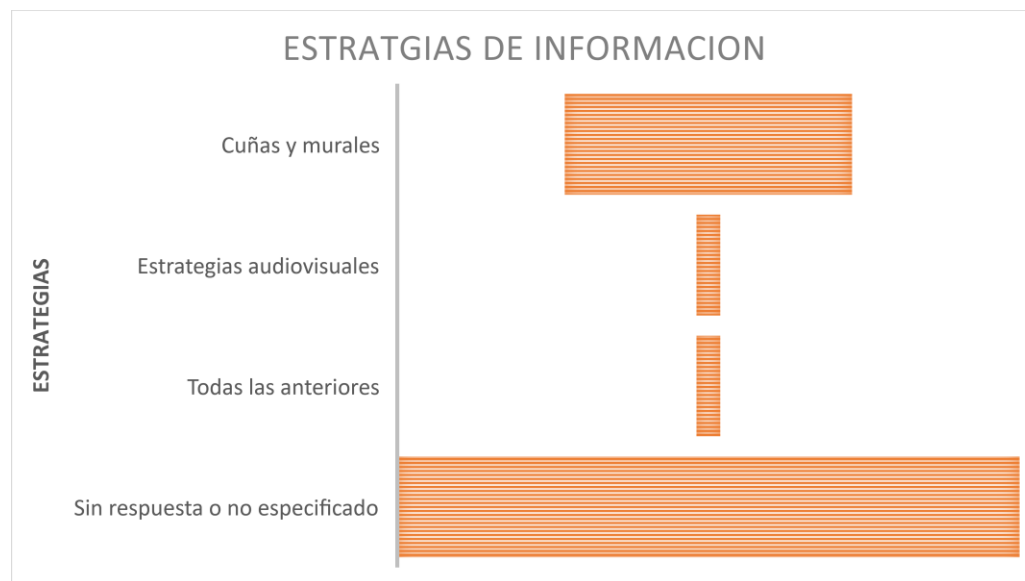 ESTRATGIAS DE INFORMACION
Cuñas y murales
Estrategias audiovisuales
Todas las anteriores
Sin respuesta o no especificado
ESTRATEGIAS